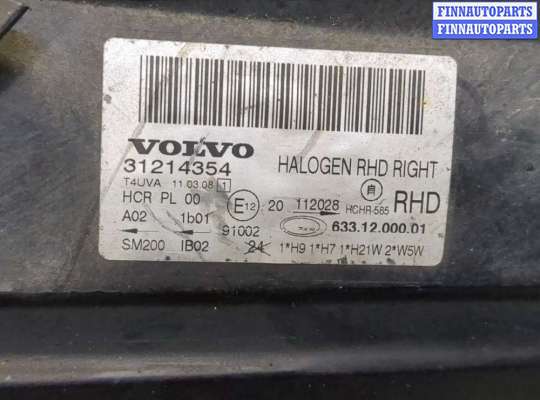 FINNAUTOPARTS
FINNAUTOPARTS
VOLVO
31214354
HALOGEN RHD RIGHT
T4UVA 11.03.08 1
HCR PL 00 E12 20 112028 HCHR-585 RHD
A02 1b01 91002 633.12.000.01
SM200 IB02 24 1*H9 1*H7 1*H21W 2*W5W